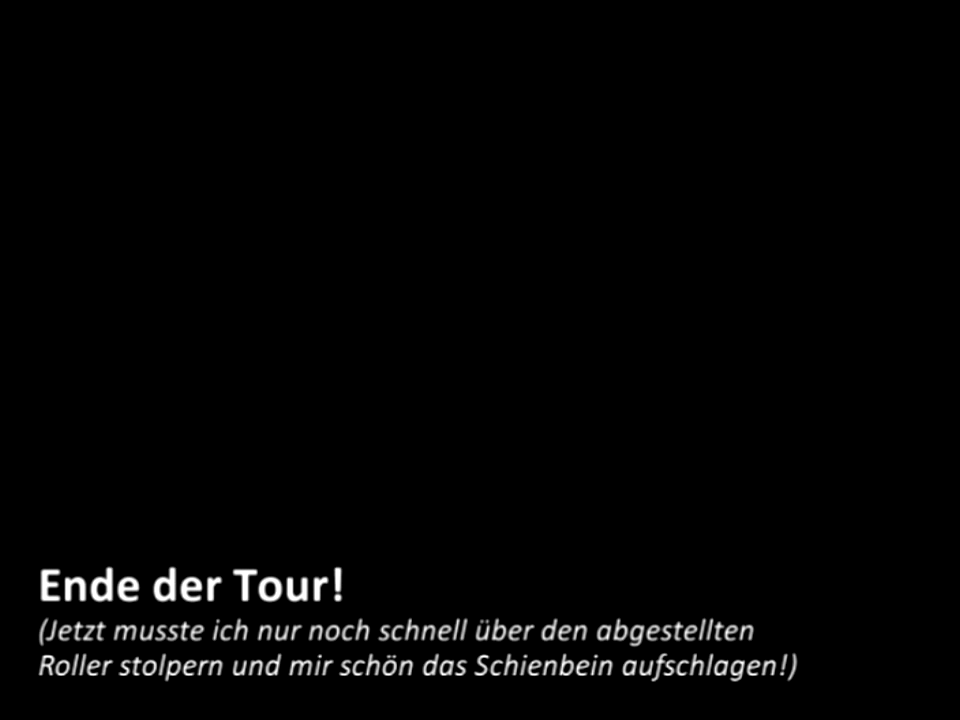 Ende der Tour!
(Jetzt musste ich nur noch schnell über den abgestellten
Roller stolpern und mir schön das Schienbein aufschlagen!)